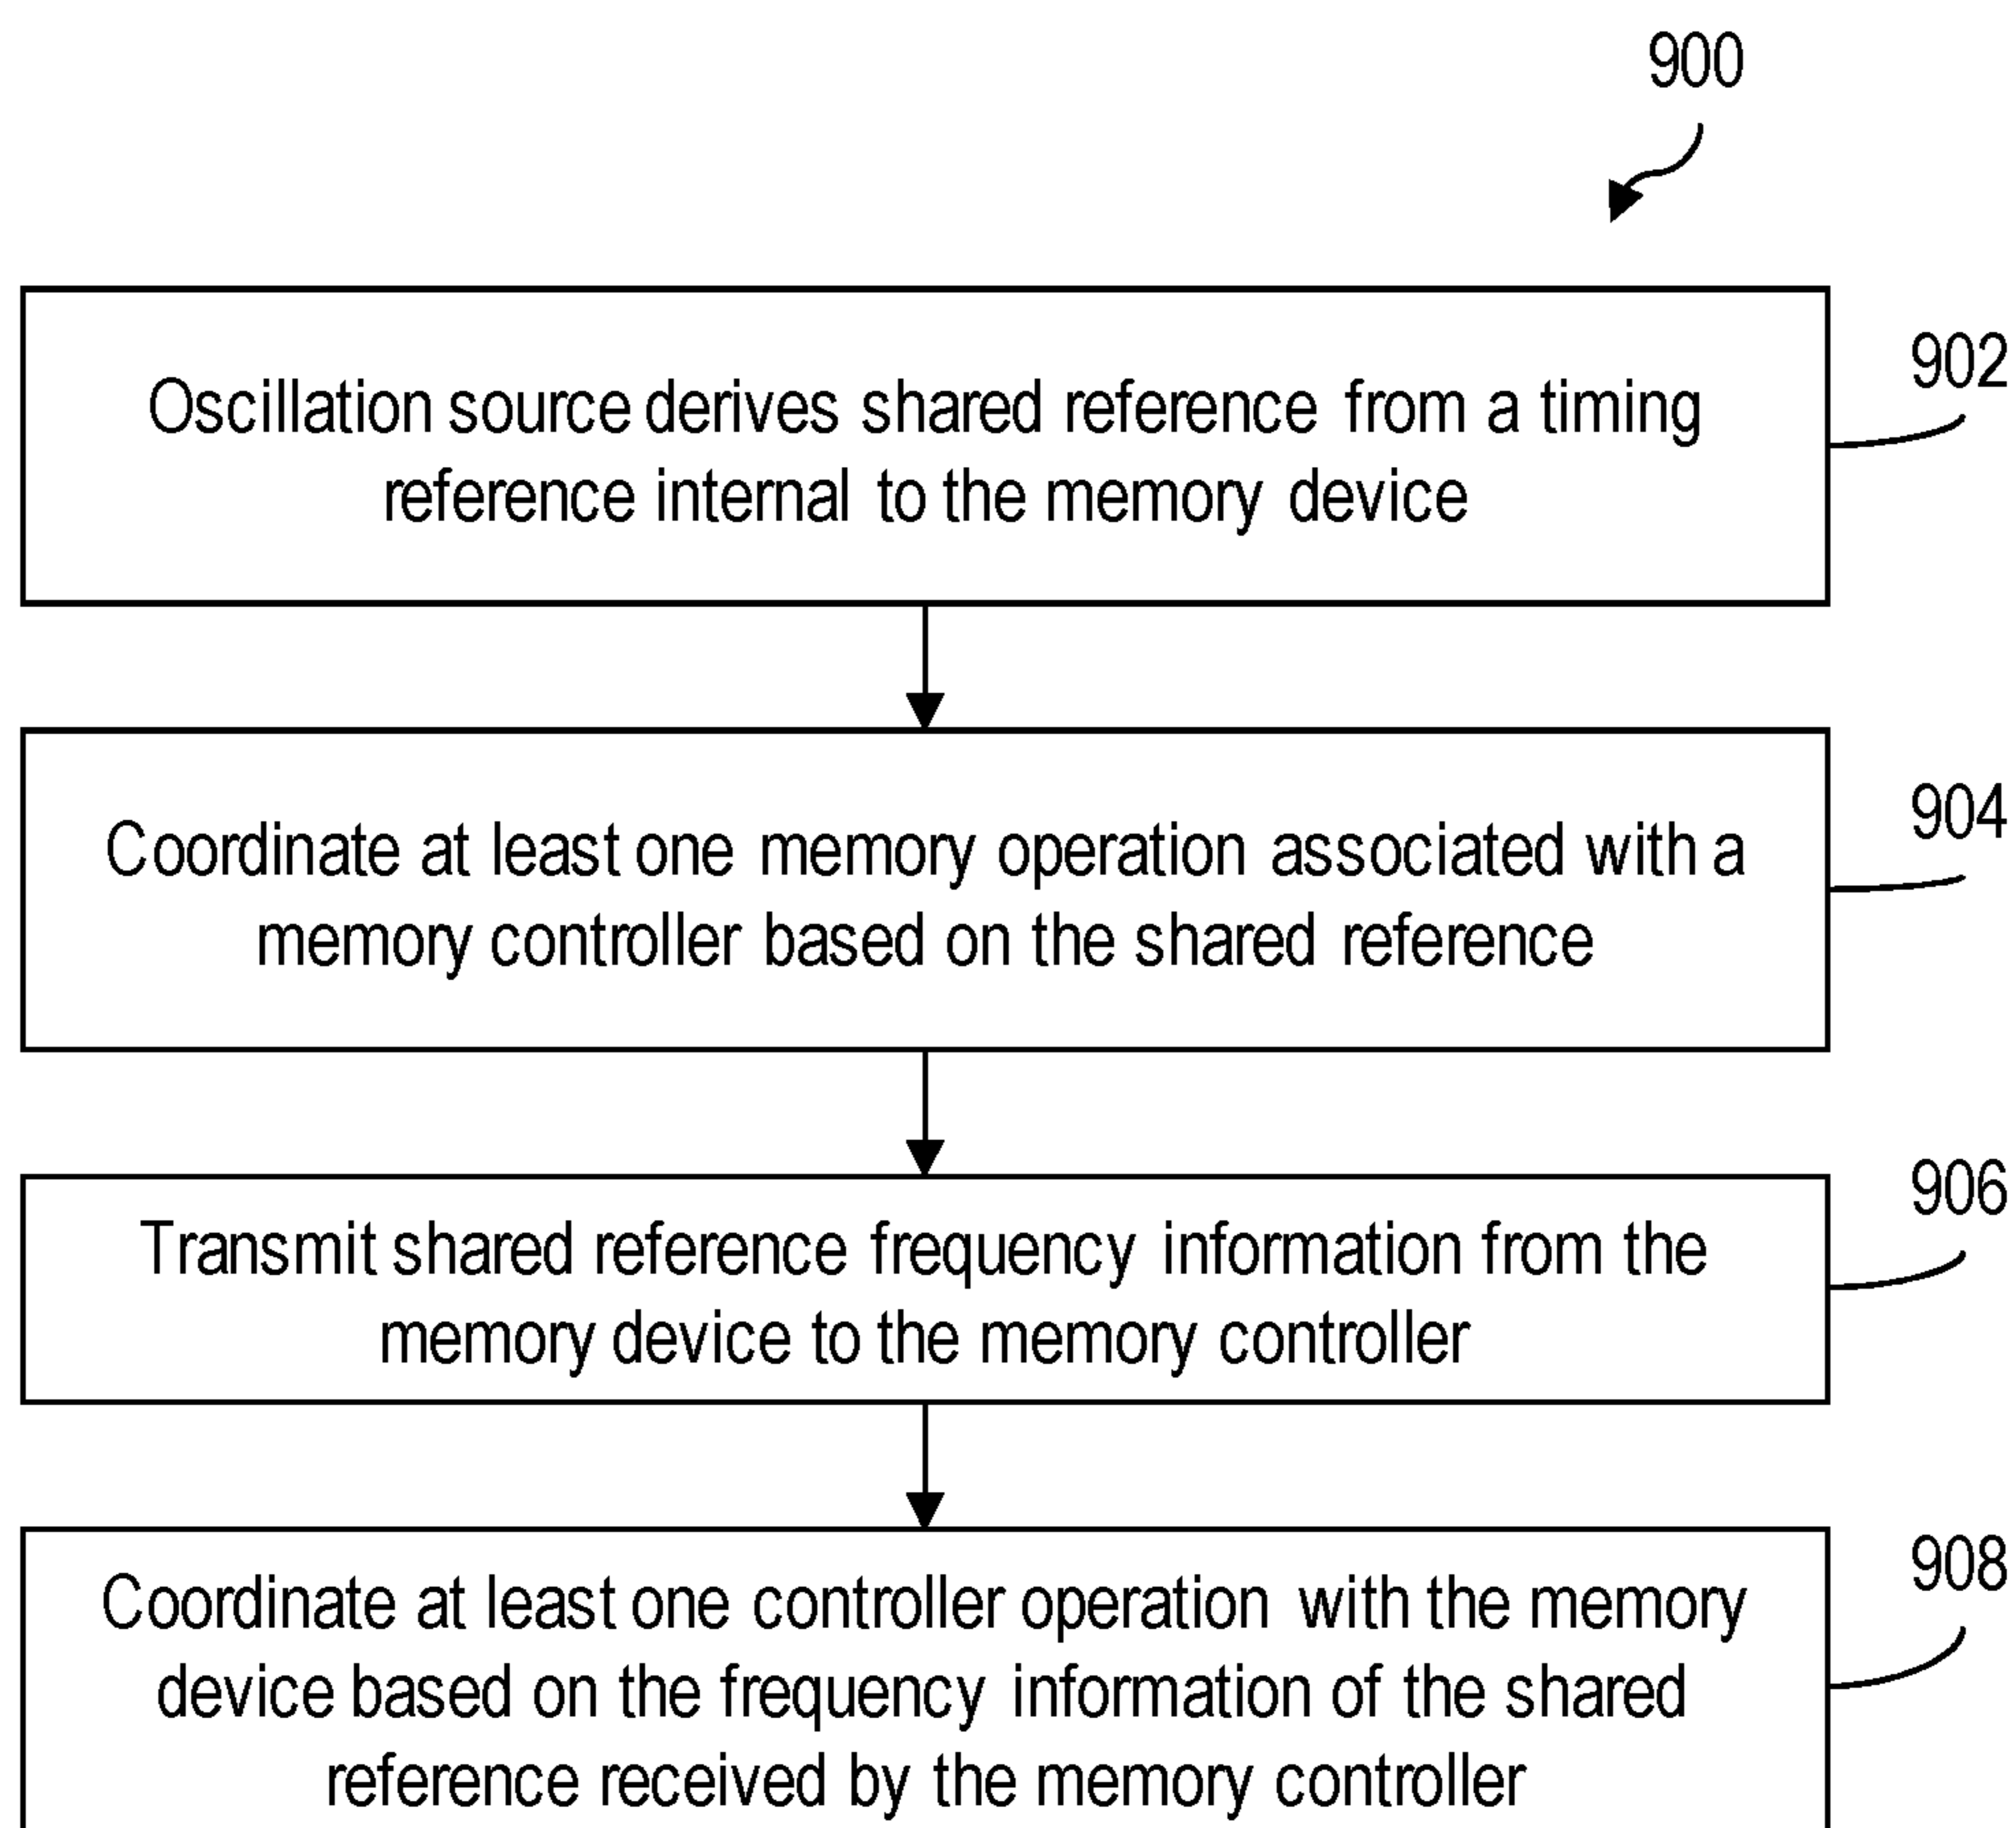 900
Oscillation source derives shared reference from a timing
reference internal to the memory device
902
Coordinate at least one memory operation associated with a
memory controller based on the shared reference
904
Transmit shared reference frequency information from the
memory device to the memory controller
906
Coordinate at least one controller operation with the memory
device based on the frequency information of the shared
reference received by the memory controller
908